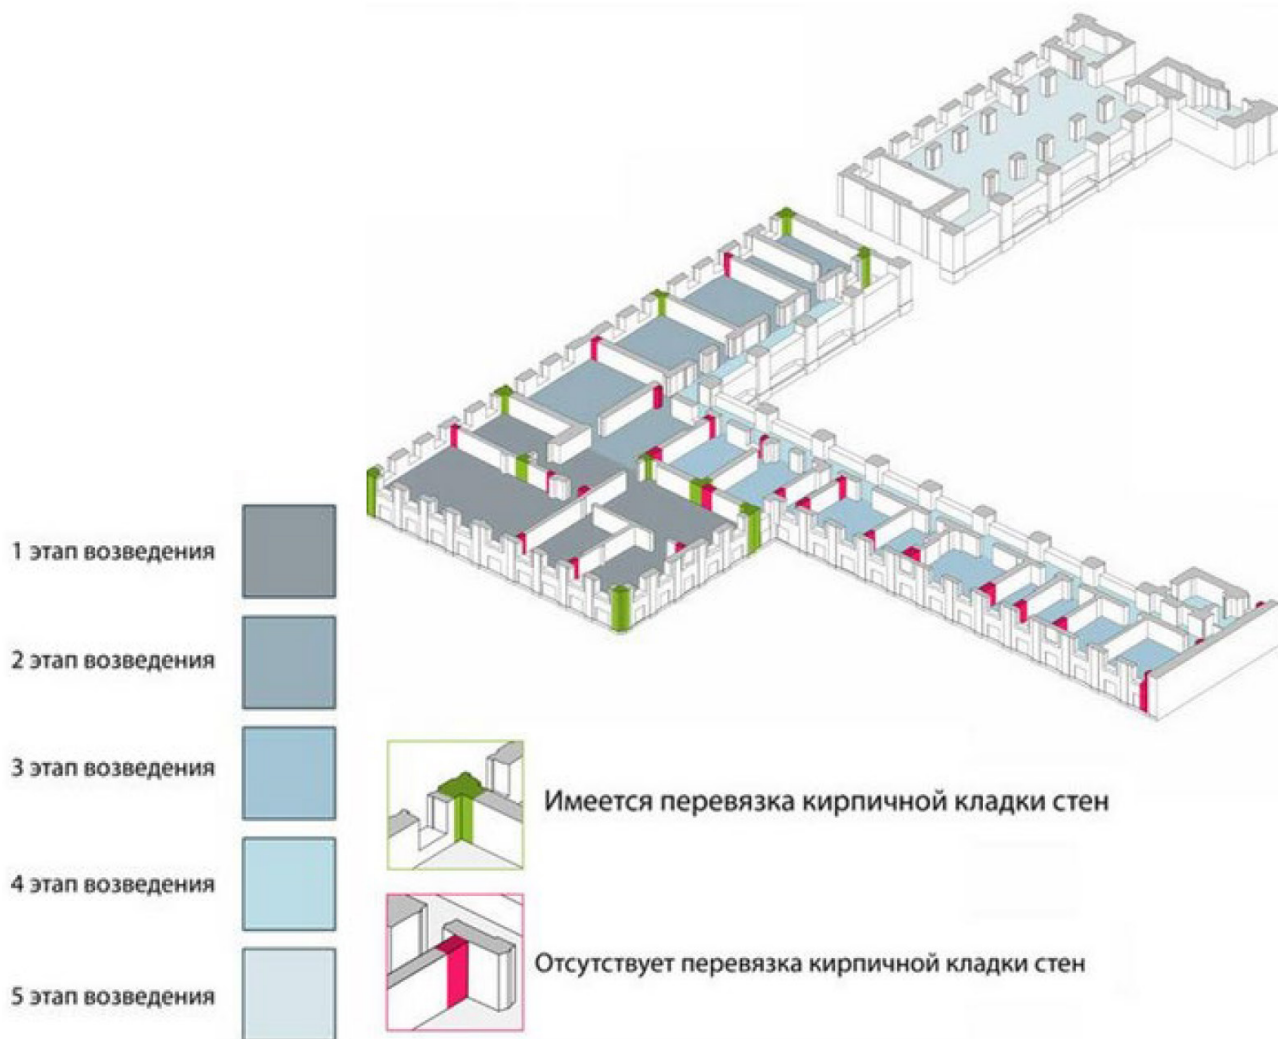 1 этап возведения
2 этап возведения
3 этап возведения
4 этап возведения
5 этап возведения
Имеется перевязка кирпичной кладки стен
Отсутствует перевязка кирпичной кладки стен